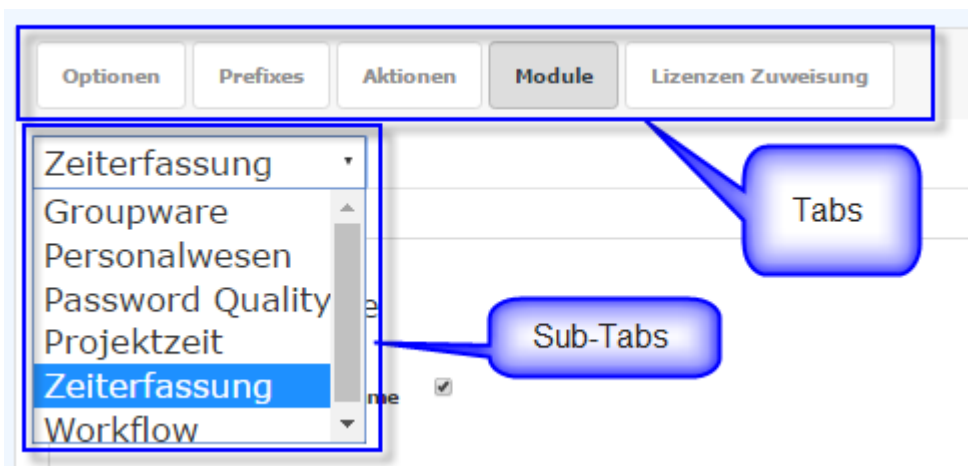 Optionen Prefixes Aktionen Module Lizenzen Zuweisung
Zeiterfassung
Tabs
Groupware
Personalwesen
Password Quality
Projektzeit
Sub-Tabs
Zeiterfassung
Workflow